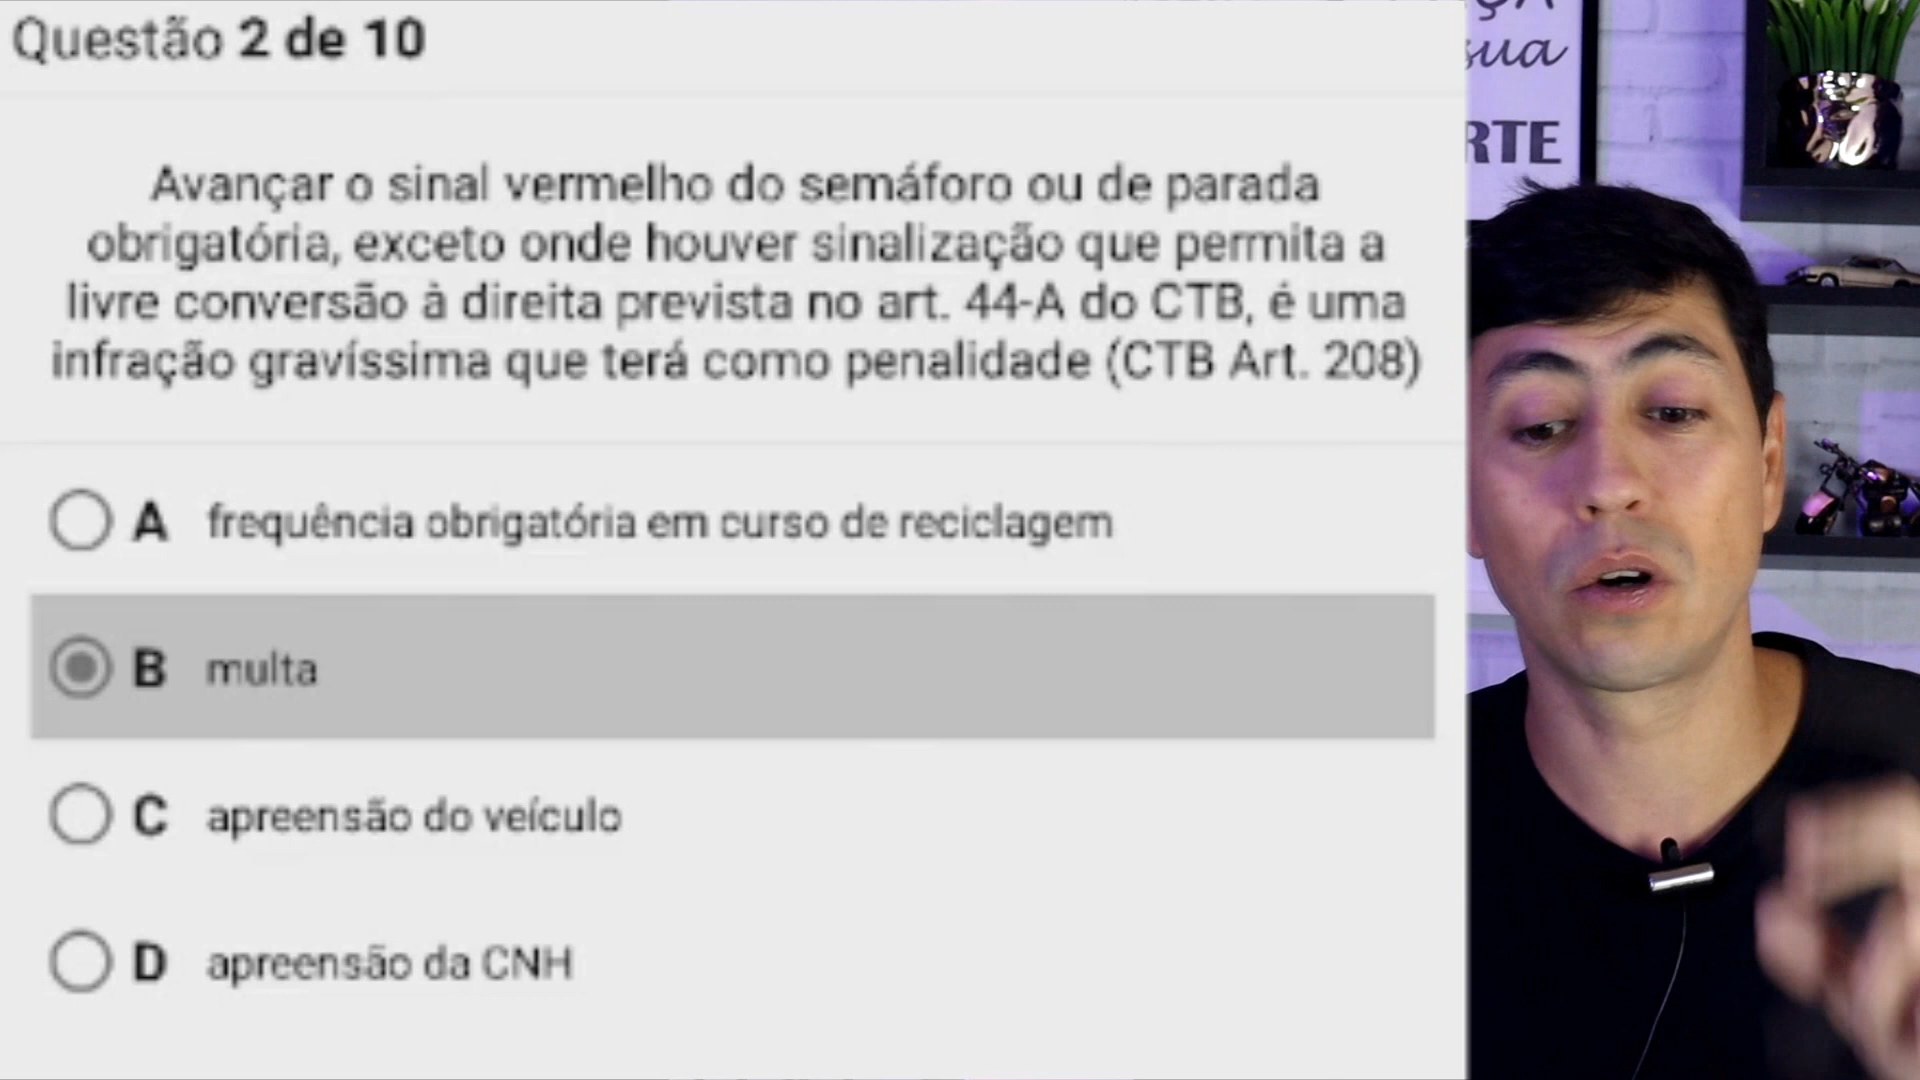 Questão 2 de 10
Avançar o sinal vermelho do semáforo ou de parada
obrigatória, exceto onde houver sinalização que permita a
livre conversão à direita prevista no art. 44-A do CTB, é uma
infração gravíssima que terá como penalidade (CTB Art. 208)
A frequência obrigatória em curso de reciclagem
B multa
C apreensão do veículo
D apreensão da CNH
sua
RTE